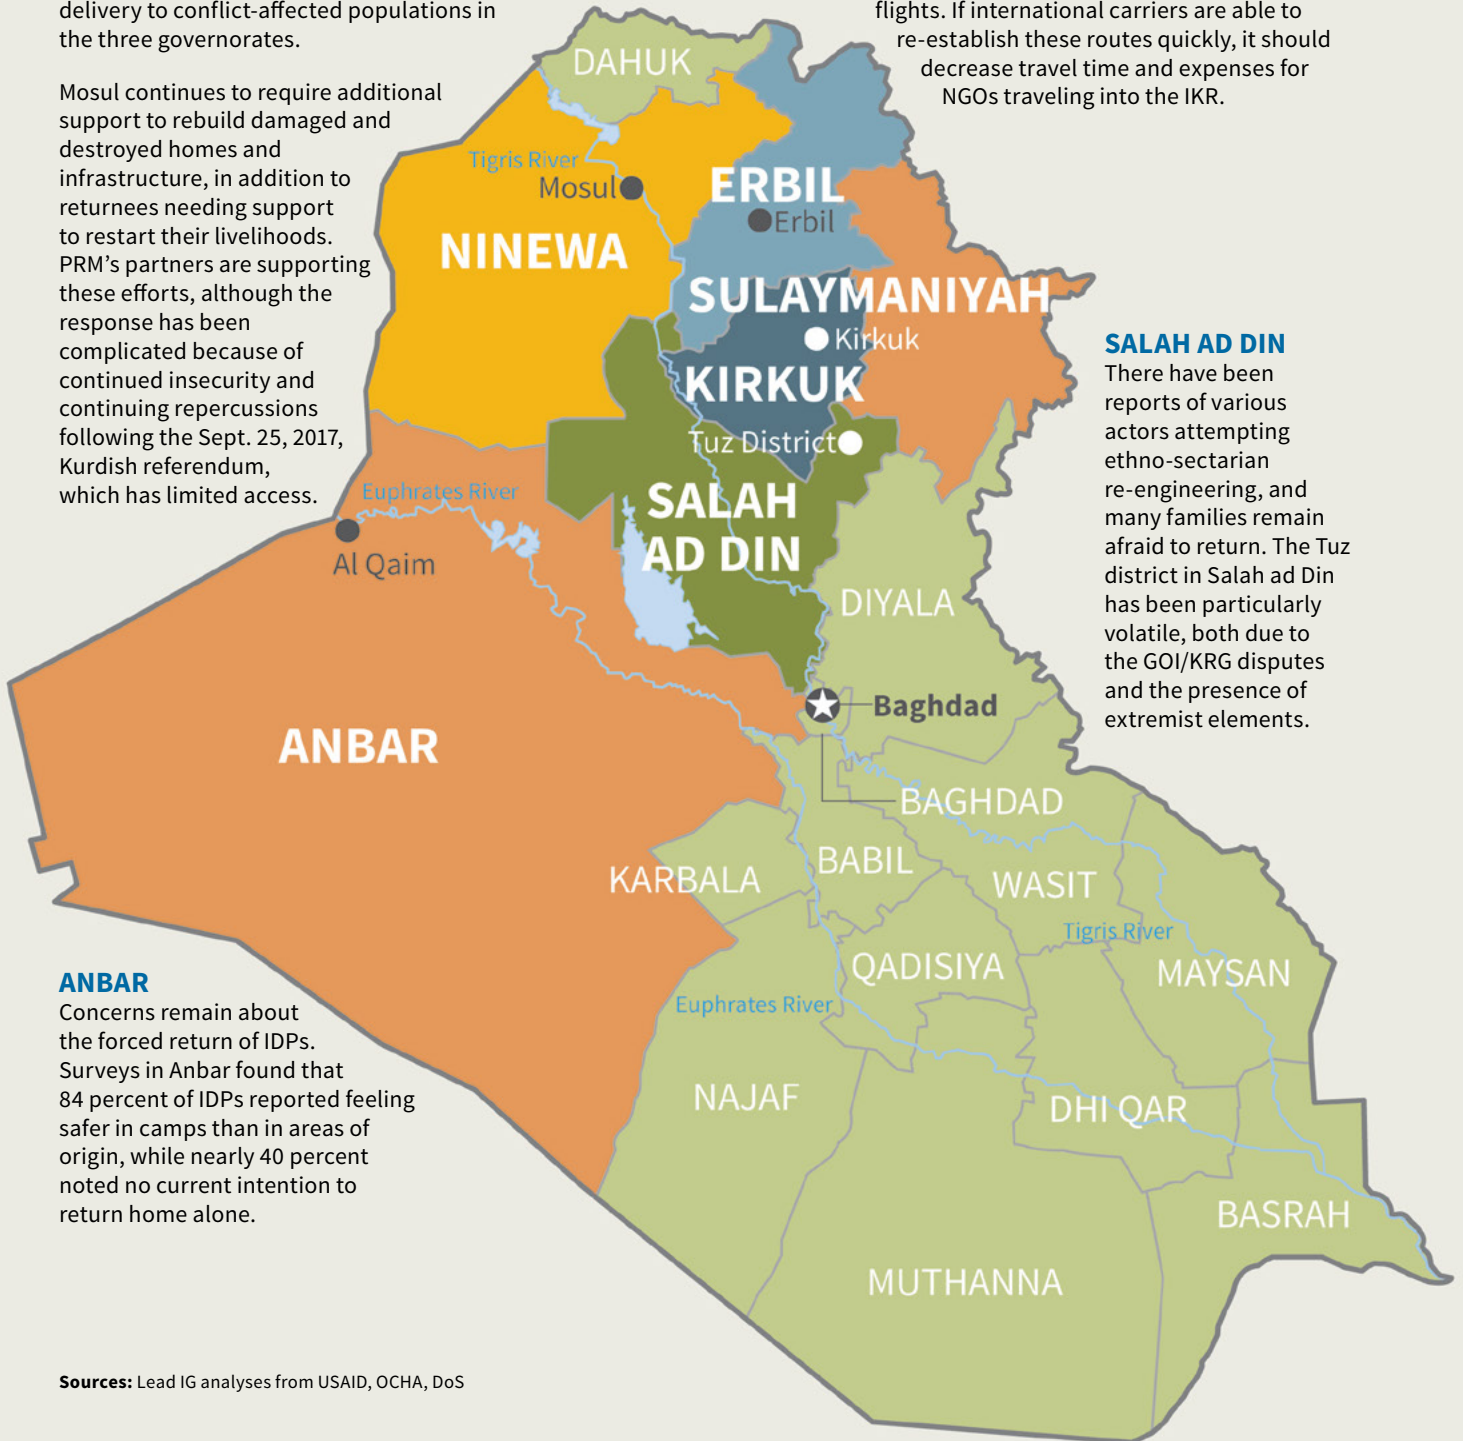 delivery to conflict-affected populations in
the three governorates.
Mosul continues to require additional
support to rebuild damaged and
destroyed homes and
infrastructure, in addition to
returnees needing support
to restart their livelihoods.
PRM’s partners are supporting
these efforts, although the
response has been
complicated because of
continued insecurity and
continuing repercussions
following the Sept. 25, 2017,
Kurdish referendum,
which has limited access.
flights. If international carriers are able to
re-establish these routes quickly, it should
decrease travel time and expenses for
NGOs traveling into the IKR.
DAHUK
Tigris River
Mosul
ERBIL
Erbil
NINEWA
SULAYMANIYAH
Kirkuk
KIRKUK
Tuz District
Euphrates River
SALAH
AD DIN
Al Qaim
DIYALA
SALAH AD DIN
There have been
reports of various
actors attempting
ethno-sectarian
re-engineering, and
many families remain
afraid to return. The Tuz
district in Salah ad Din
has been particularly
volatile, both due to
the GOI/KRG disputes
and the presence of
extremist elements.
Baghdad
ANBAR
BAGHDAD
BABIL
KARBALA
WASIT
Tigris River
QADISIYA
MAYSAN
Euphrates River
NAJAF
DHI QAR
BASRAH
MUTHANNA
ANBAR
Concerns remain about
the forced return of IDPs.
Surveys in Anbar found that
84 percent of IDPs reported feeling
safer in camps than in areas of
origin, while nearly 40 percent
noted no current intention to
return home alone.
Sources: Lead IG analyses from USAID, OCHA, DoS